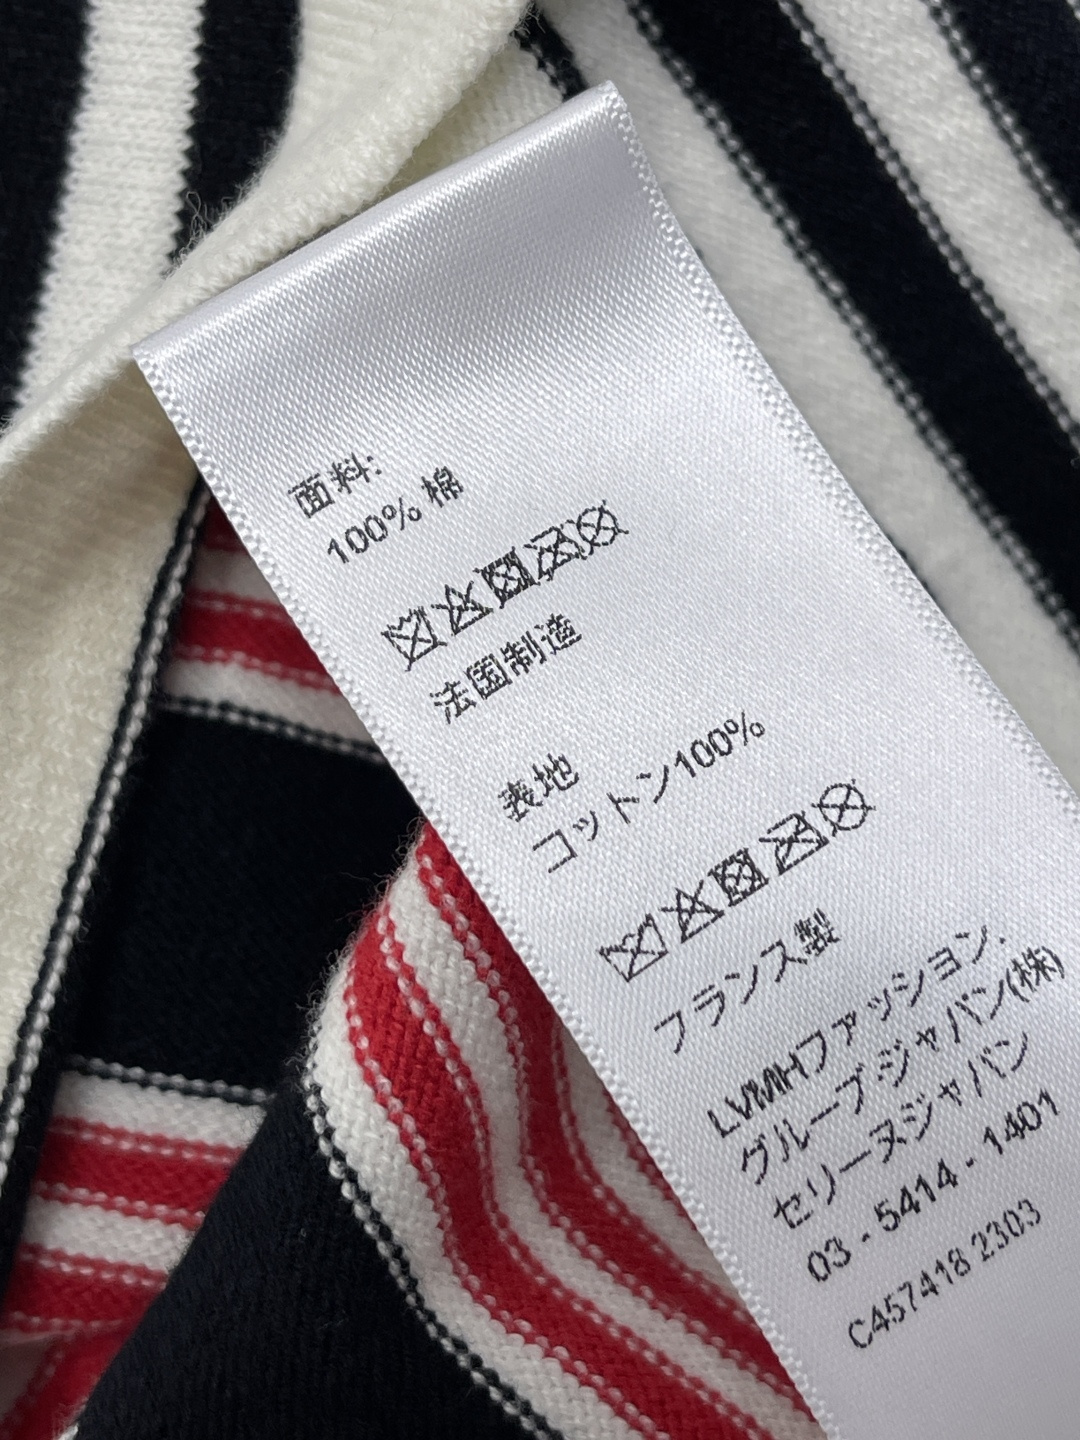 面料:
100% 棉
法国制造
表地
コットン100%
フランス製
LVMHファッション.
グループ.ジャパン(株)
セリーヌジャパン
03 - 5414 - 1401
C457418 2303